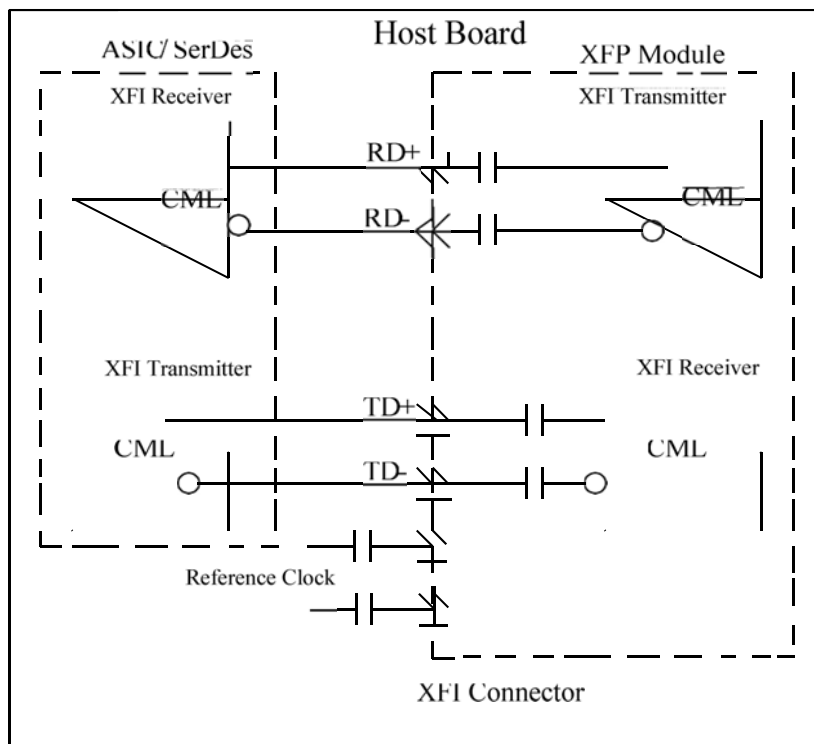 Host Board
ASIC/SerDes
XFP Module
XFI Receiver
XFI Transmitter
RD+
CML
CML
RD-
XFI Transmitter
XFI Receiver
TD+
CML
CML
TD-
Reference Clock
XFI Connector